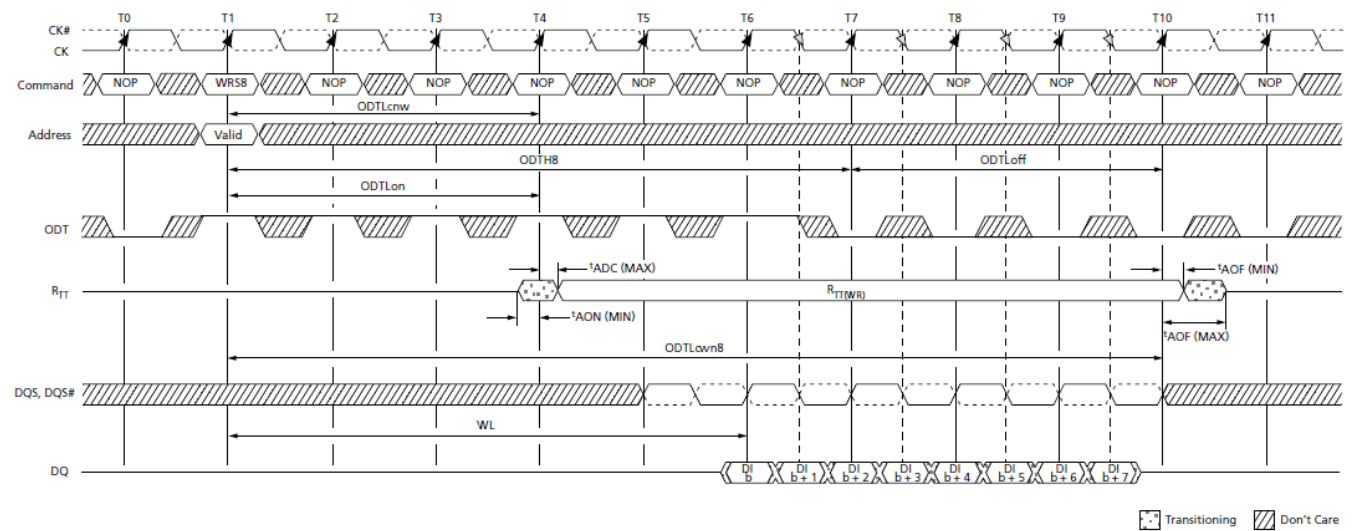 T0 T1 T2 T3 T4 T5 T6 T7 T8 T9 T10 T11
CK#
CK
Command NOP WRS8 NOP NOP NOP NOP NOP NOP NOP NOP NOP NOP
ODTLcnw
Address Valid
ODTH8 ODTLoff
ODTLon
ODT
tADC (MAX) tAOF (MIN)
RTT RTT(WR)
tAON (MIN) tAOF (MAX)
ODTLcwn8
DQS, DQS#
WL
DQ DI b DI b + 1 DI b + 2 DI b + 3 DI b + 4 DI b + 5 DI b + 6 DI b + 7
Transitioning Don't Care